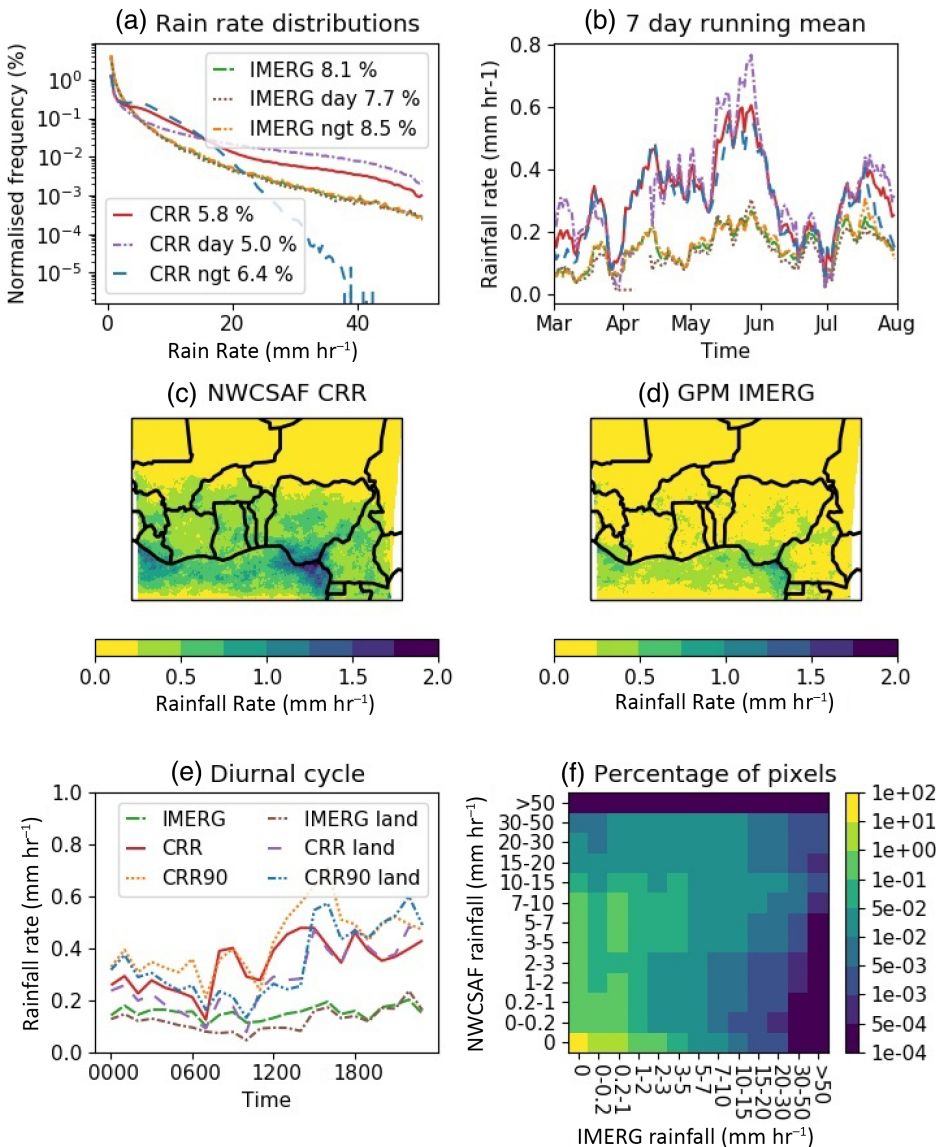 (a) Rain rate distributions
Normalised frequency (%)
10⁰
10⁻¹
10⁻²
10⁻³
10⁻⁴
10⁻⁵
IMERG 8.1 %
IMERG day 7.7 %
IMERG ngt 8.5 %
CRR 5.8 %
CRR day 5.0 %
CRR ngt 6.4 %
0 20 40
Rain Rate (mm hr⁻¹)
(b) 7 day running mean
Rainfall rate (mm hr-1)
0.8
0.6
0.4
0.2
0.0
Mar Apr May Jun Jul Aug
Time
(c) NWCSAF CRR
0.0 0.5 1.0 1.5 2.0
Rainfall Rate (mm hr⁻¹)
(d) GPM IMERG
0.0 0.5 1.0 1.5 2.0
Rainfall Rate (mm hr⁻¹)
(e) Diurnal cycle
Rainfall rate (mm hr⁻¹)
1.0
0.8
0.6
0.4
0.2
0.0
IMERG
CRR
CRR90
IMERG land
CRR land
CRR90 land
0000 0600 1200 1800
Time
(f) Percentage of pixels
NWCSAF rainfall (mm hr⁻¹)
>50
30-50
20-30
15-20
10-15
7-10
5-7
3-5
2-3
1-2
0.2-1
0-0.2
0
0
0-0.2
0.2-1
1-2
2-3
3-5
5-7
7-10
10-15
15-20
20-30
30-50
>50
IMERG rainfall (mm hr⁻¹)
1e+02
1e+01
1e+00
1e-01
5e-02
1e-02
5e-03
1e-03
5e-04
1e-04